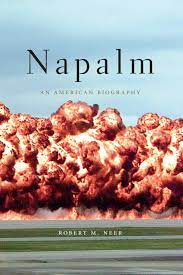 Napalm
AN AMERICAN BIOGRAPHY
ROBERT M. NEER